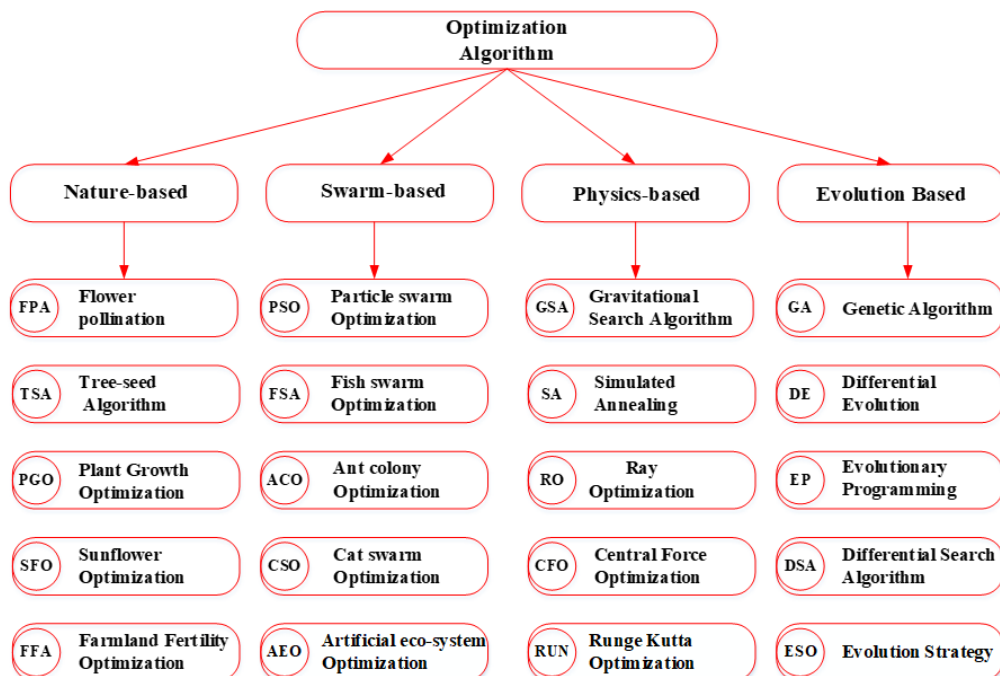 Optimization
Algorithm
Nature-based
Swarm-based
Physics-based
Evolution Based
FPA
Flower
pollination
PSO
Particle swarm
Optimization
GSA
Gravitational
Search Algorithm
GA
Genetic Algorithm
TSA
Tree-seed
Algorithm
FSA
Fish swarm
Optimization
SA
Simulated
Annealing
DE
Differential
Evolution
PGO
Plant Growth
Optimization
ACO
Ant colony
Optimization
RO
Ray
Optimization
EP
Evolutionary
Programming
SFO
Sunflower
Optimization
CSO
Cat swarm
Optimization
CFO
Central Force
Optimization
DSA
Differential Search
Algorithm
FFA
Farmland Fertility
Optimization
AEO
Artificial eco-system
Optimization
RUN
Runge Kutta
Optimization
ESO
Evolution Strategy